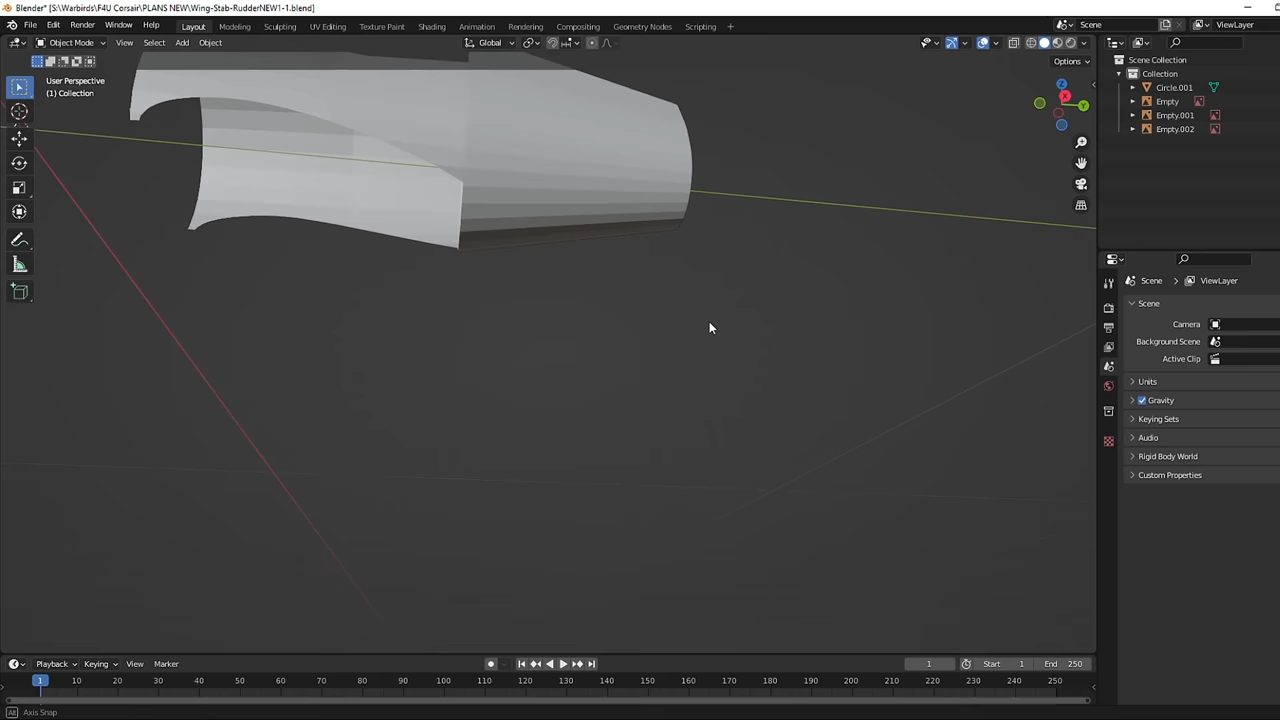 Blender* [S:\Warbirds\F4U Corsair\PLANS NEW\Wing-Stab-RudderNEW1-1.blend]
File Edit Render Window Help Layout Modeling Sculpting UV Editing Texture Paint Shading Animation Rendering Compositing Geometry Nodes Scripting + Scene ViewLayer
Object Mode View Select Add Object Global
Options
User Perspective
(1) Collection
Z
X
Y
Scene Collection
Collection
Circle.001
Empty
Empty.001
Empty.002
Scene ViewLayer
Scene
Camera
Background Scene
Active Clip
Units
Gravity
Keying Sets
Audio
Rigid Body World
Custom Properties
Playback Keying View Marker 1 Start 1 End 250
1 10 20 30 40 50 60 70 80 90 100 110 120 130 140 150 160 170 180 190 200 210 220 230 240 250
Alt Axis Snap